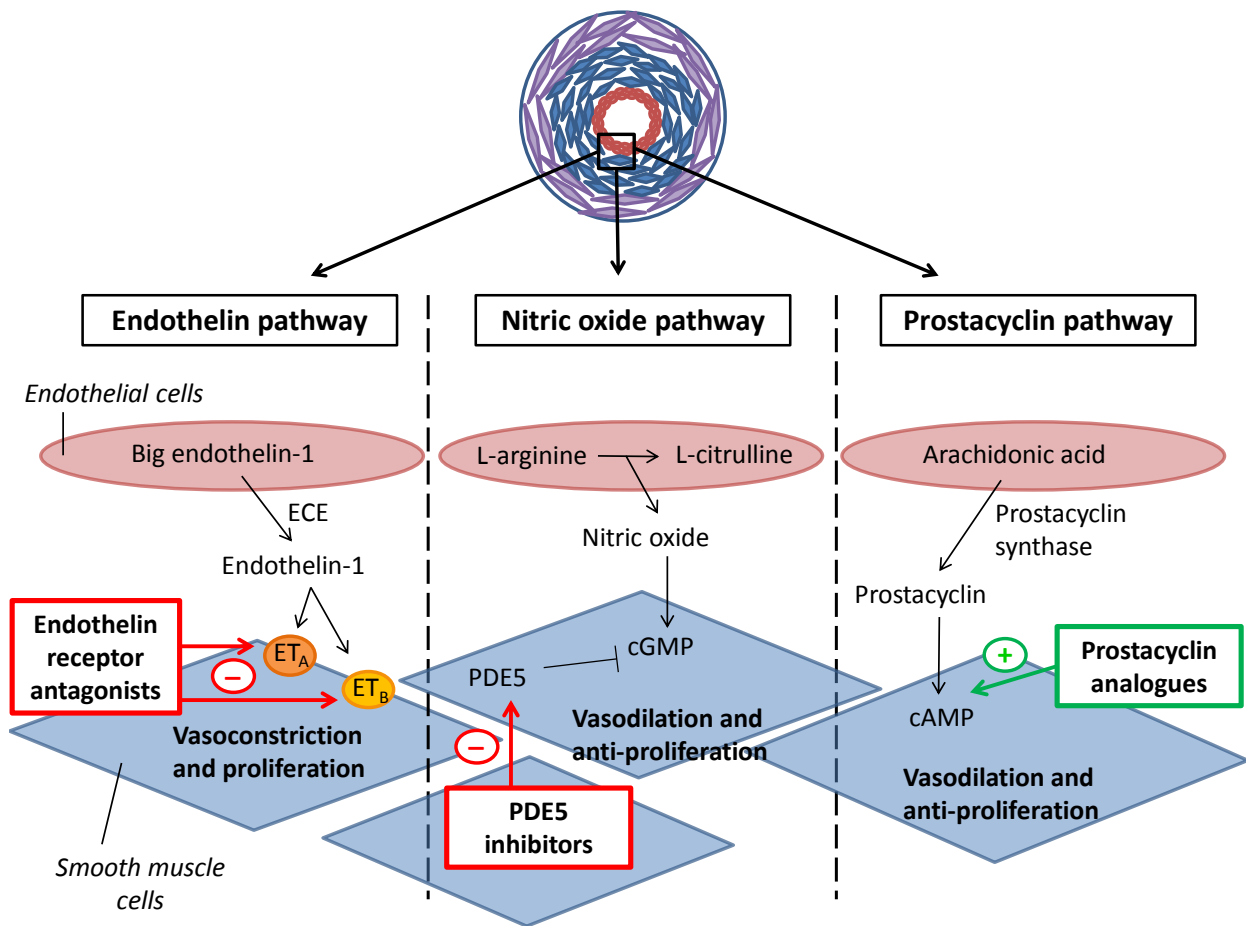 Endothelin pathway
Nitric oxide pathway
Prostacyclin pathway
Endothelial cells
Big endothelin-1
ECE
Endothelin-1
Endothelin
receptor
antagonists
−
ETA
ETB
Vasoconstriction
and proliferation
Smooth muscle
cells
L-arginine
L-citrulline
Nitric oxide
cGMP
PDE5
Vasodilation and
anti-proliferation
−
PDE5
inhibitors
Arachidonic acid
Prostacyclin
synthase
Prostacyclin
+
Prostacyclin
analogues
cAMP
Vasodilation and
anti-proliferation